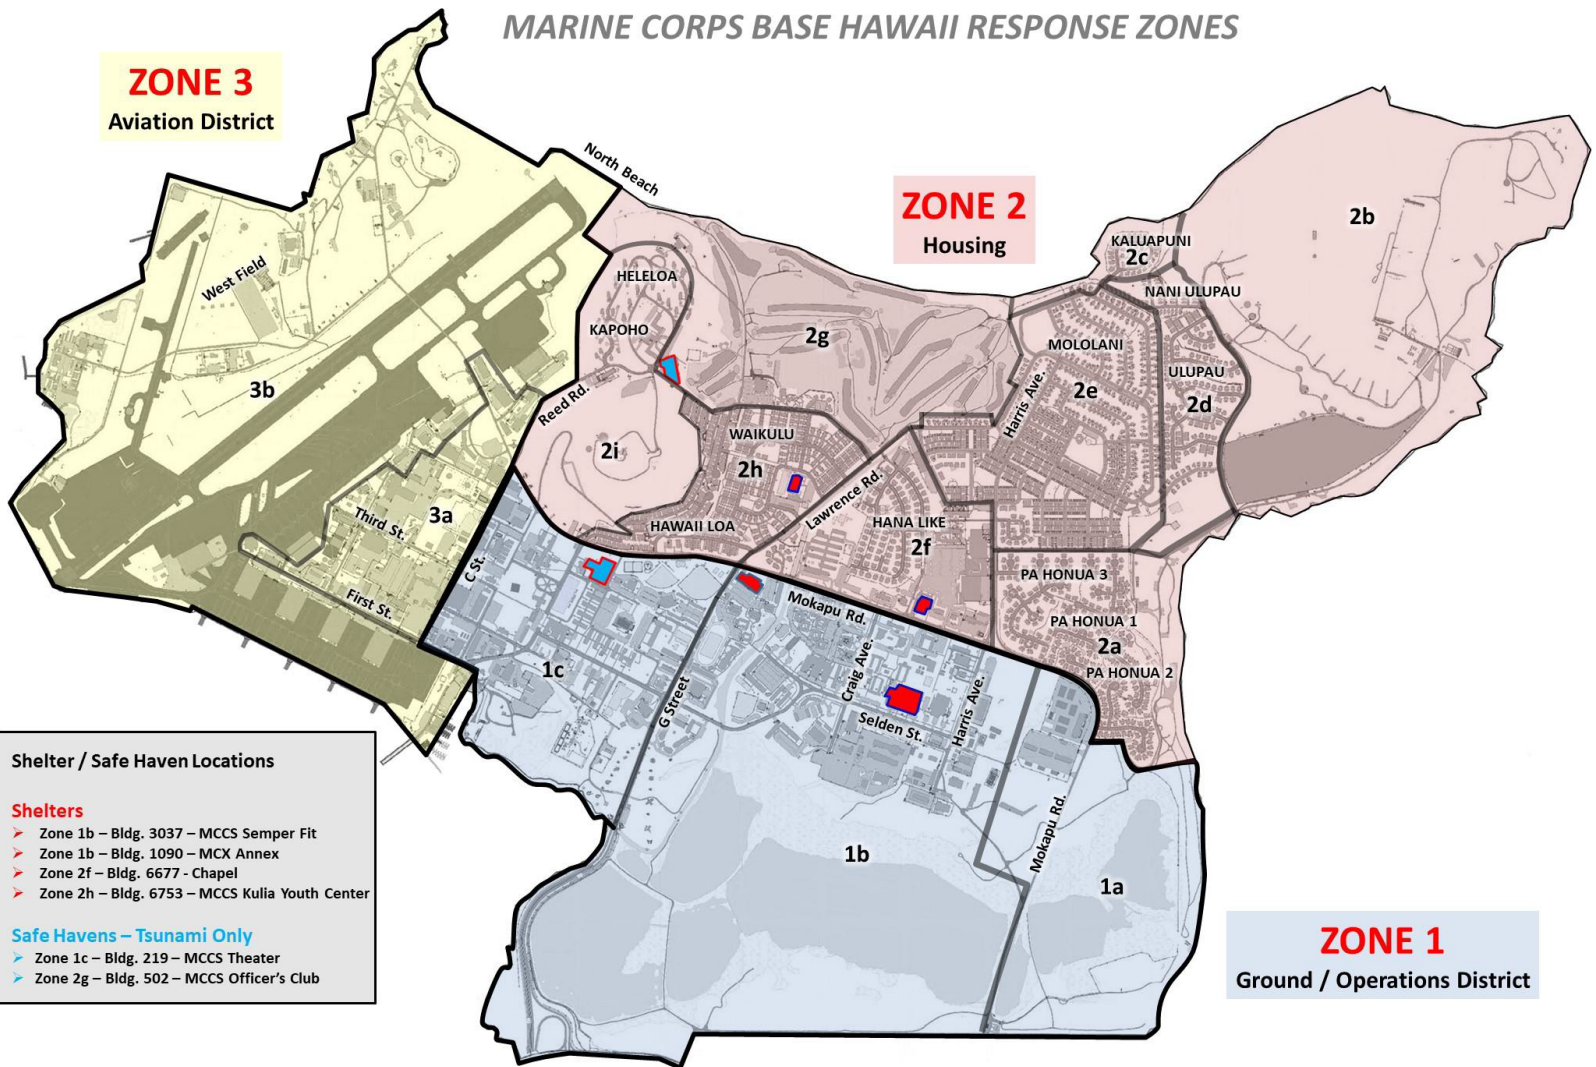 MARINE CORPS BASE HAWAII RESPONSE ZONES
ZONE 3
Aviation District
North Beach
ZONE 2
Housing
2b
KALUAPUNI
2c
NANI ULUPAU
West Field
HELELOA
KAPOHO
2g
MOLOLANI
ULUPAU
2e
2d
3b
Reed Rd.
Harris Ave.
2i
WAIKULU
2h
Lawrence Rd.
HAWAII LOA
HANA LIKE
2f
3a
Third St.
C St.
First St.
PA HONUA 3
PA HONUA 1
2a
PA HONUA 2
Mokapu Rd.
1c
G Street
Craig Ave.
Selden St.
Harris Ave.
Mokapu Rd.
1b
1a
Shelter / Safe Haven Locations
Shelters
➢ Zone 1b – Bldg. 3037 – MCCS Semper Fit
➢ Zone 1b – Bldg. 1090 – MCX Annex
➢ Zone 2f – Bldg. 6677 - Chapel
➢ Zone 2h – Bldg. 6753 – MCCS Kulia Youth Center
Safe Havens – Tsunami Only
➢ Zone 1c – Bldg. 219 – MCCS Theater
➢ Zone 2g – Bldg. 502 – MCCS Officer's Club
ZONE 1
Ground / Operations District